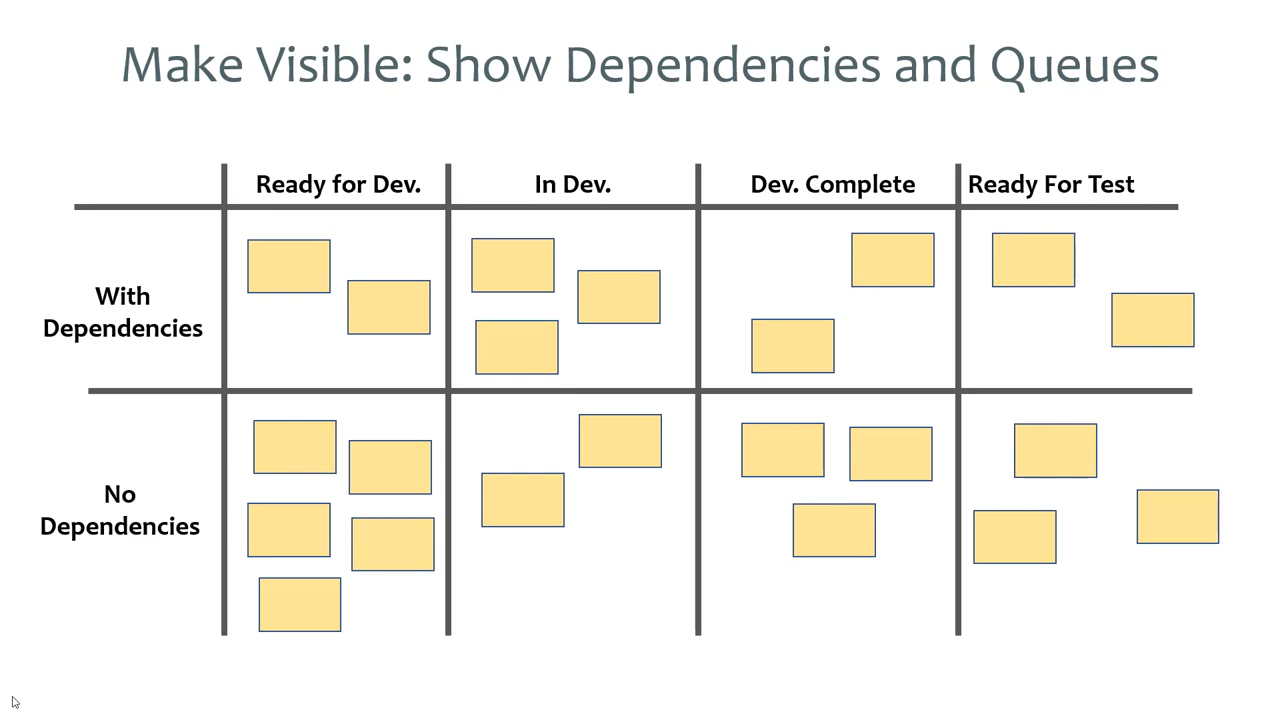 Make Visible: Show Dependencies and Queues
Ready for Dev.
In Dev.
Dev. Complete
Ready For Test
With
Dependencies
No
Dependencies